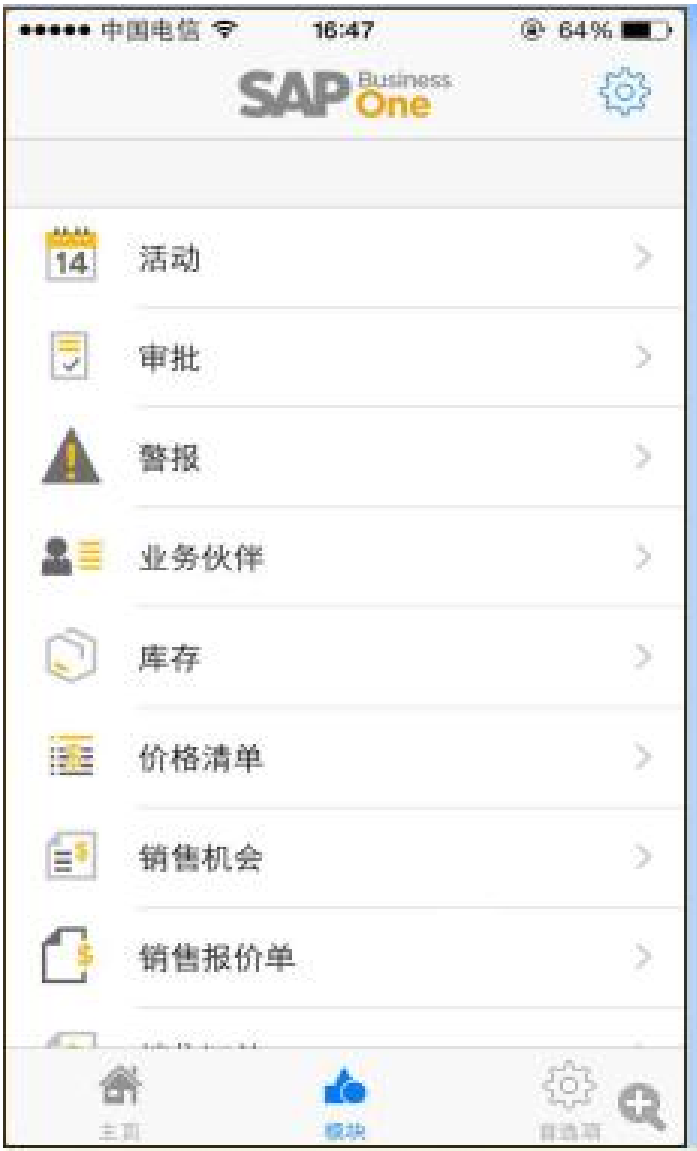 中国电信 16:47 64%
SAP Business One
14 活动
审批
警报
业务伙伴
库存
价格清单
销售机会
销售报价单
主页 模块 首选项